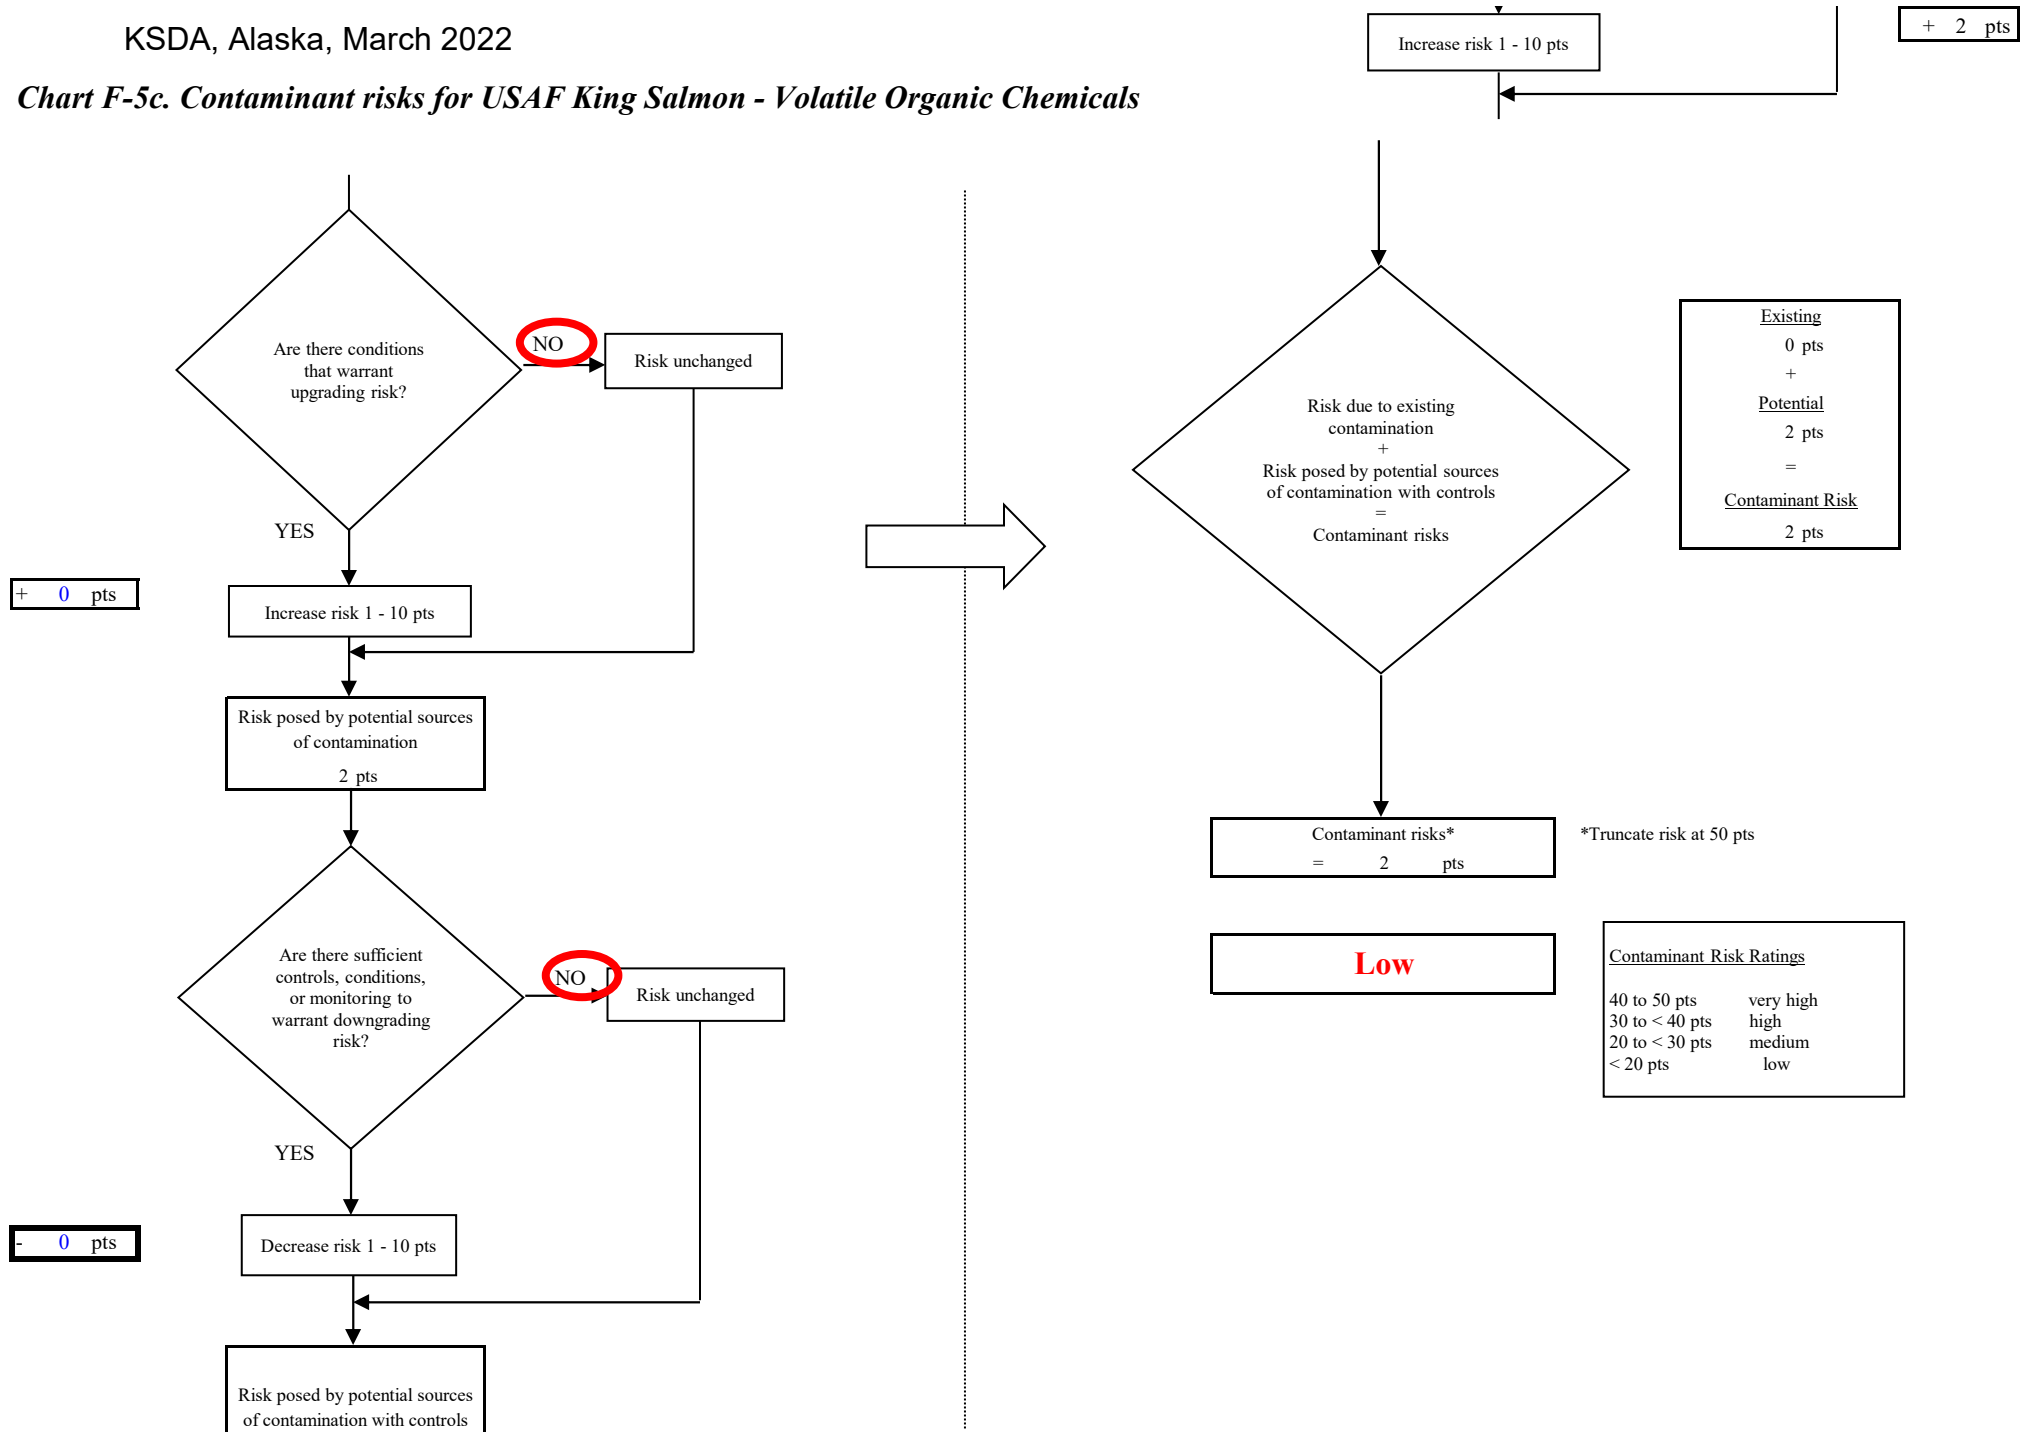 KSDA, Alaska, March 2022
Chart F-5c. Contaminant risks for USAF King Salmon - Volatile Organic Chemicals
Increase risk 1 - 10 pts
+ 2 pts
Are there conditions
that warrant
upgrading risk?
NO
Risk unchanged
YES
+ 0 pts
Increase risk 1 - 10 pts
Risk posed by potential sources
of contamination
2 pts
Are there sufficient
controls, conditions,
or monitoring to
warrant downgrading
risk?
NO
Risk unchanged
YES
- 0 pts
Decrease risk 1 - 10 pts
Risk posed by potential sources
of contamination with controls
Risk due to existing
contamination
+
Risk posed by potential sources
of contamination with controls
=
Contaminant risks
Existing
0 pts
+
Potential
2 pts
=
Contaminant Risk
2 pts
Contaminant risks*
= 2 pts
*Truncate risk at 50 pts
Low
Contaminant Risk Ratings
40 to 50 pts very high
30 to < 40 pts high
20 to < 30 pts medium
< 20 pts low